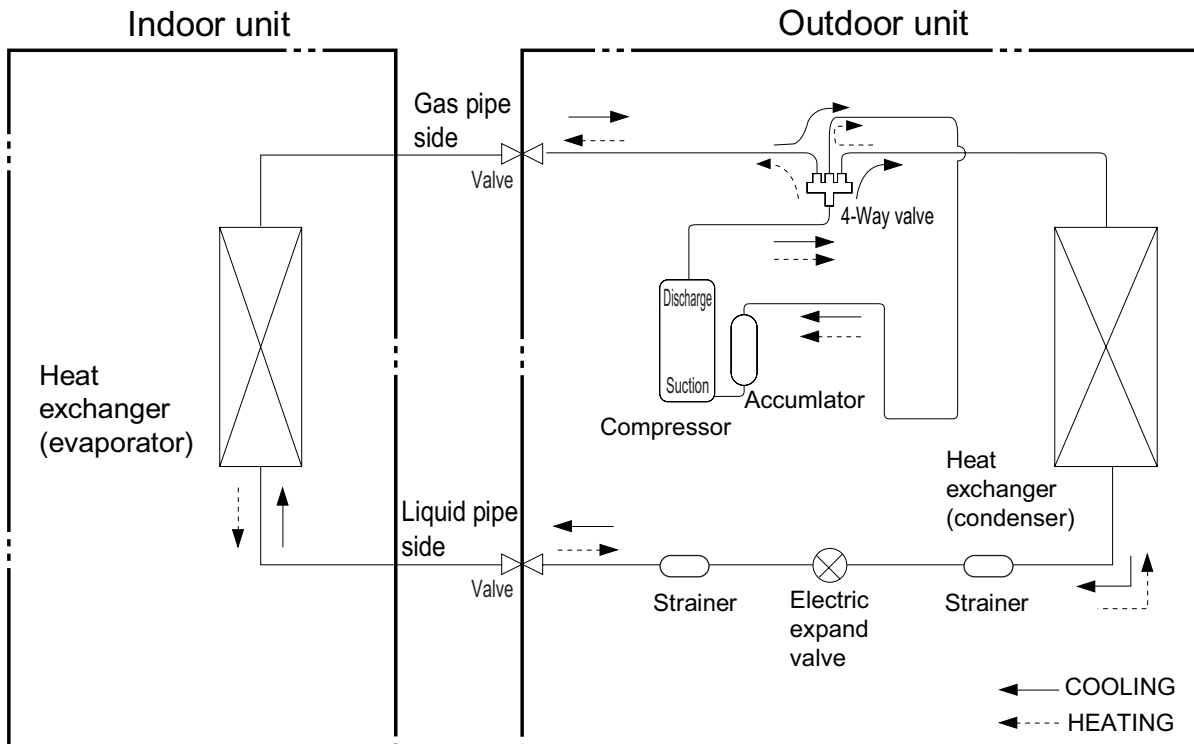 Indoor unit
Outdoor unit
Gas pipe
side
Valve
4-Way valve
Discharge
Suction
Accumlator
Compressor
Heat
exchanger
(evaporator)
Heat
exchanger
(condenser)
Liquid pipe
side
Valve
Strainer
Electric
expand
valve
Strainer
COOLING
HEATING